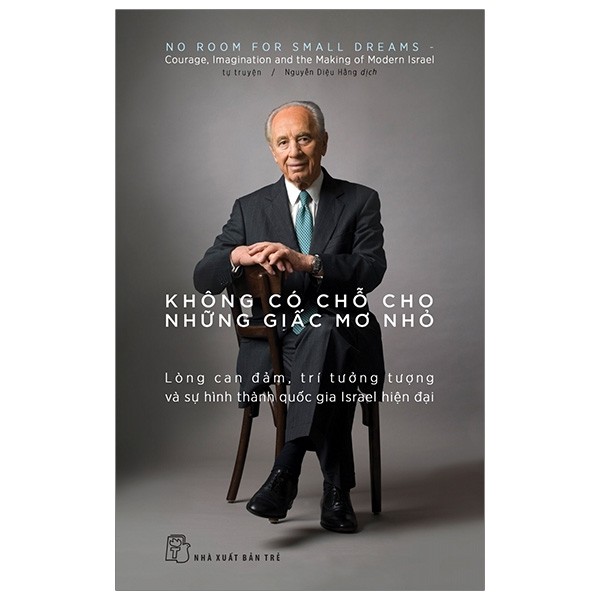 NO ROOM FOR SMALL DREAMS -
Courage, Imagination and the Making of Modern Israel
tự truyện / Nguyễn Diệu Hằng dịch
KHÔNG CÓ CHỖ CHO
NHỮNG GIẤC MƠ NHỎ
Lòng can đảm, trí tưởng tượng
và sự hình thành quốc gia Israel hiện đại
NHÀ XUẤT BẢN TRẺ